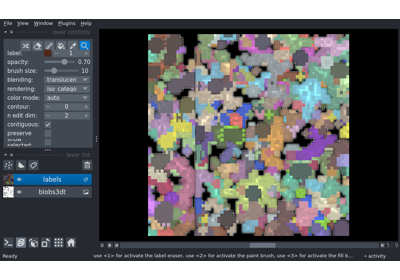 File View Window Plugins Help
layer controls
label: 1
opacity: 0.70
brush size: 10
blending: translucen
rendering: iso_catego
color mode: auto
contour: 0
n edit dim: 2
contiguous:
preserve
selected:
layer list
labels
blobs3dt
Ready
use <1> for activate the label eraser, use <2> for activate the paint brush, use <3> for activate the fill b...
activity